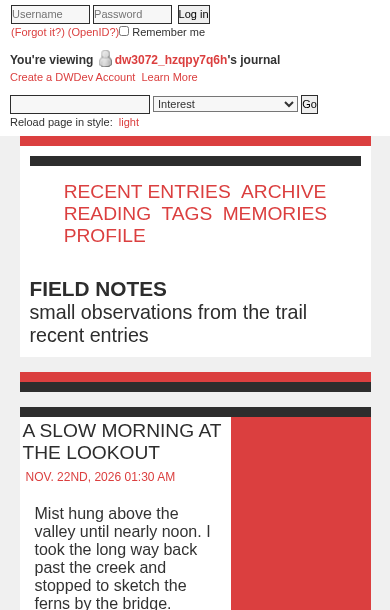 Username Password Log in
(Forgot it?) (OpenID?) Remember me
You're viewing dw3072_hzqpy7q6h's journal
Create a DWDev Account Learn More
Interest Go
Reload page in style: light
RECENT ENTRIES ARCHIVE
READING TAGS MEMORIES
PROFILE
FIELD NOTES
small observations from the trail
recent entries
A SLOW MORNING AT
THE LOOKOUT
NOV. 22ND, 2026 01:30 AM
Mist hung above the
valley until nearly noon. I
took the long way back
past the creek and
stopped to sketch the
ferns by the bridge.